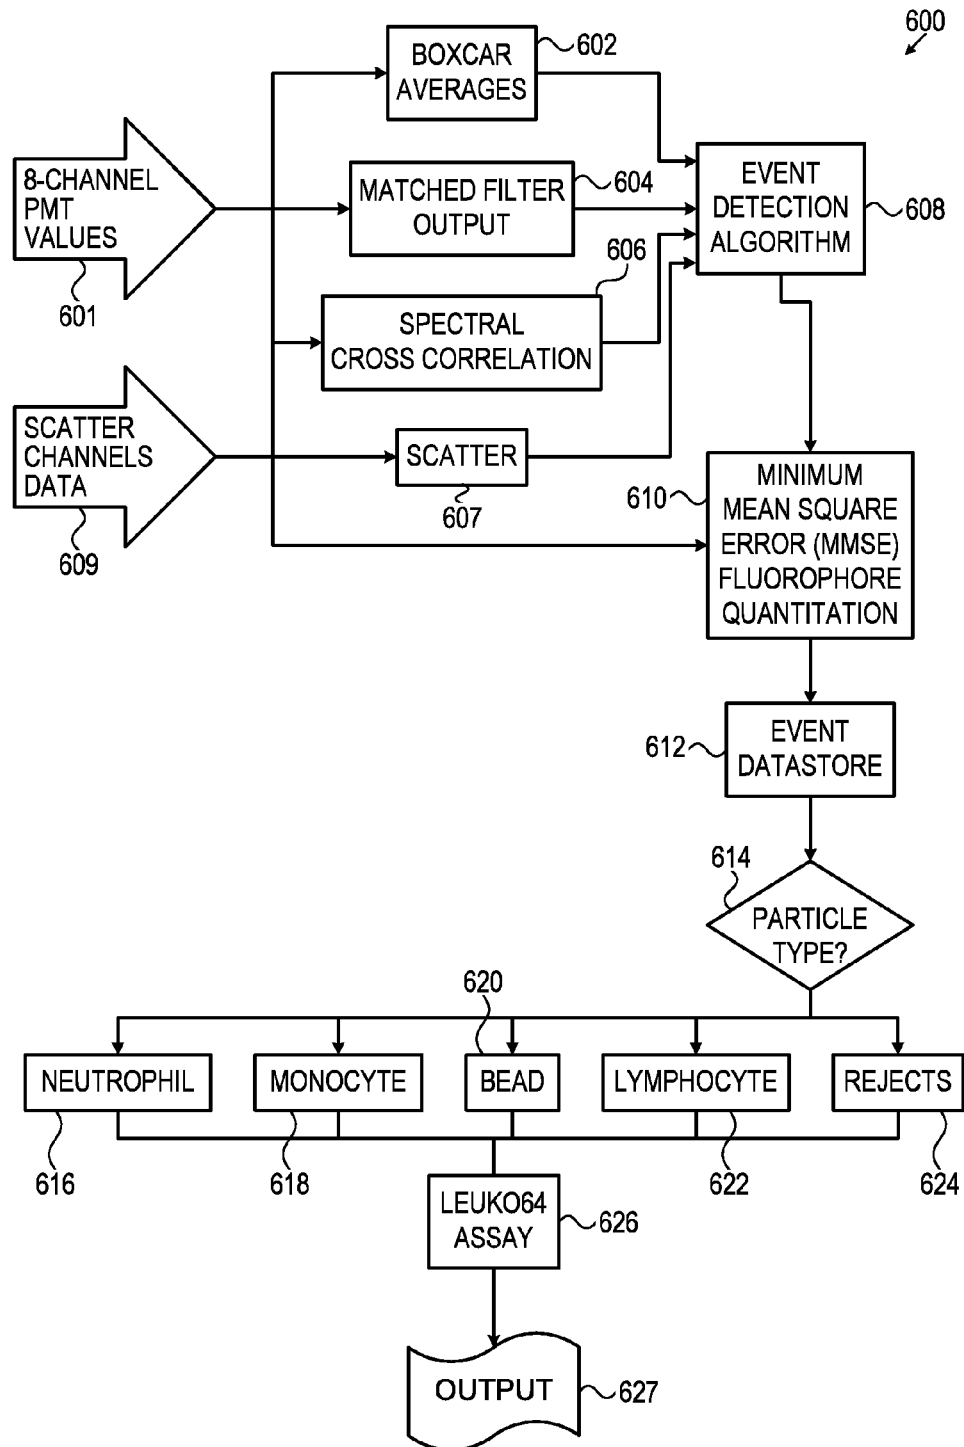 600
BOXCAR
AVERAGES
602
8-CHANNEL
PMT
VALUES
601
MATCHED FILTER
OUTPUT
604
EVENT
DETECTION
ALGORITHM
608
606
SPECTRAL
CROSS CORRELATION
SCATTER
CHANNELS
DATA
609
SCATTER
607
610
MINIMUM
MEAN SQUARE
ERROR (MMSE)
FLUOROPHORE
QUANTITATION
612
EVENT
DATASTORE
614
PARTICLE
TYPE?
620
NEUTROPHIL
MONOCYTE
BEAD
LYMPHOCYTE
REJECTS
616
618
622
624
LEUKO64
ASSAY
626
OUTPUT
627